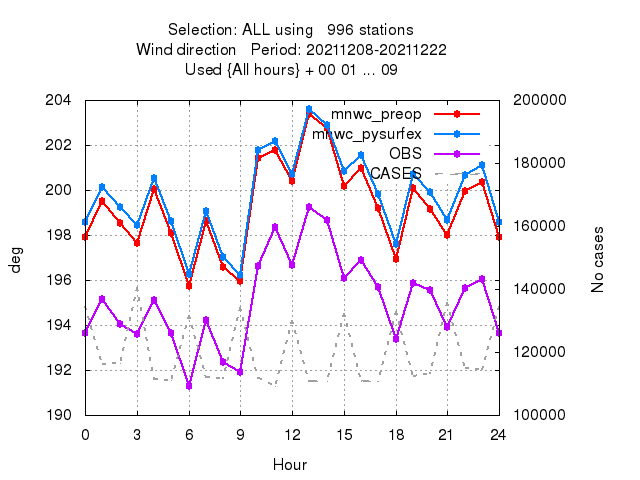 Selection: ALL using   996 stations
Wind direction   Period: 20211208-20211222
Used {All hours} + 00 01 ... 09
204
202
200
198
196
194
192
190
deg
200000
180000
160000
140000
120000
100000
No cases
mnwc_preop
mnwc_pysurfex
OBS
CASES
0 3 6 9 12 15 18 21 24
Hour